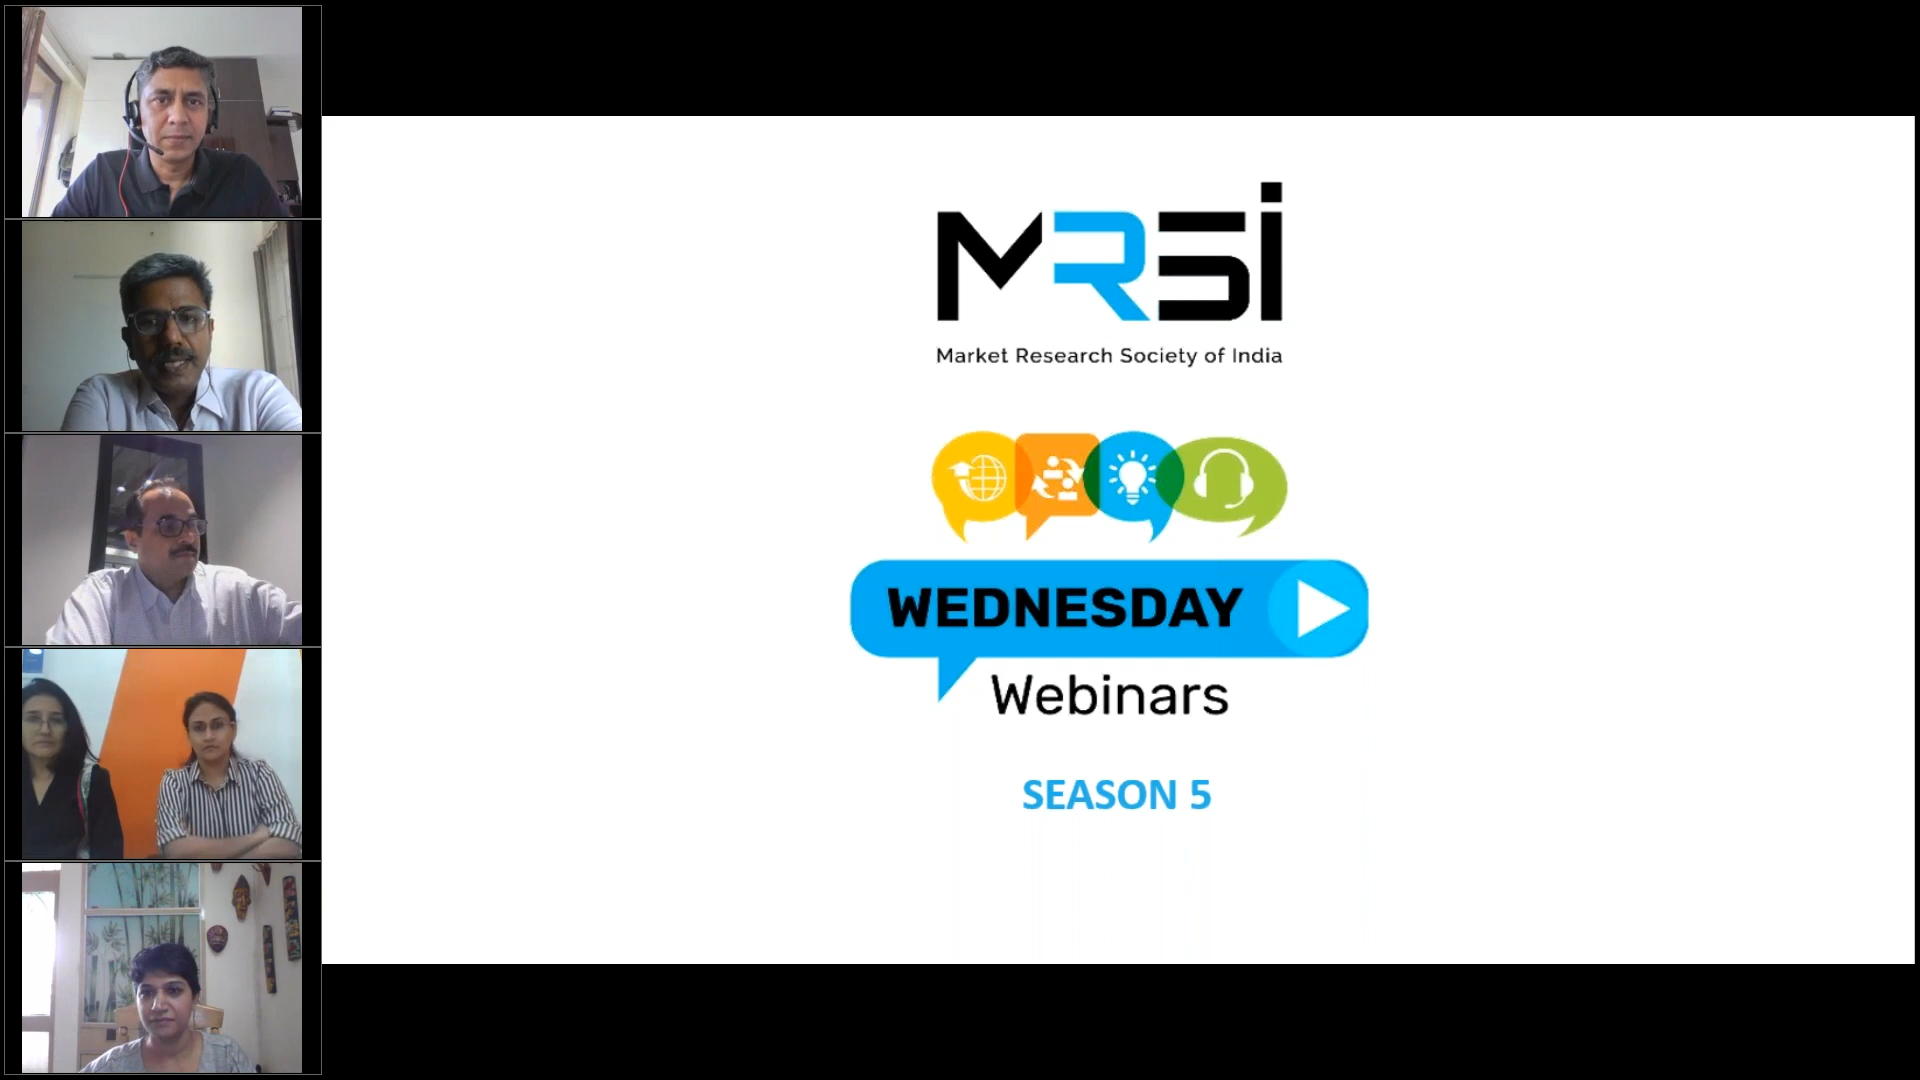 MRSI
Market Research Society of India
WEDNESDAY
Webinars
SEASON 5